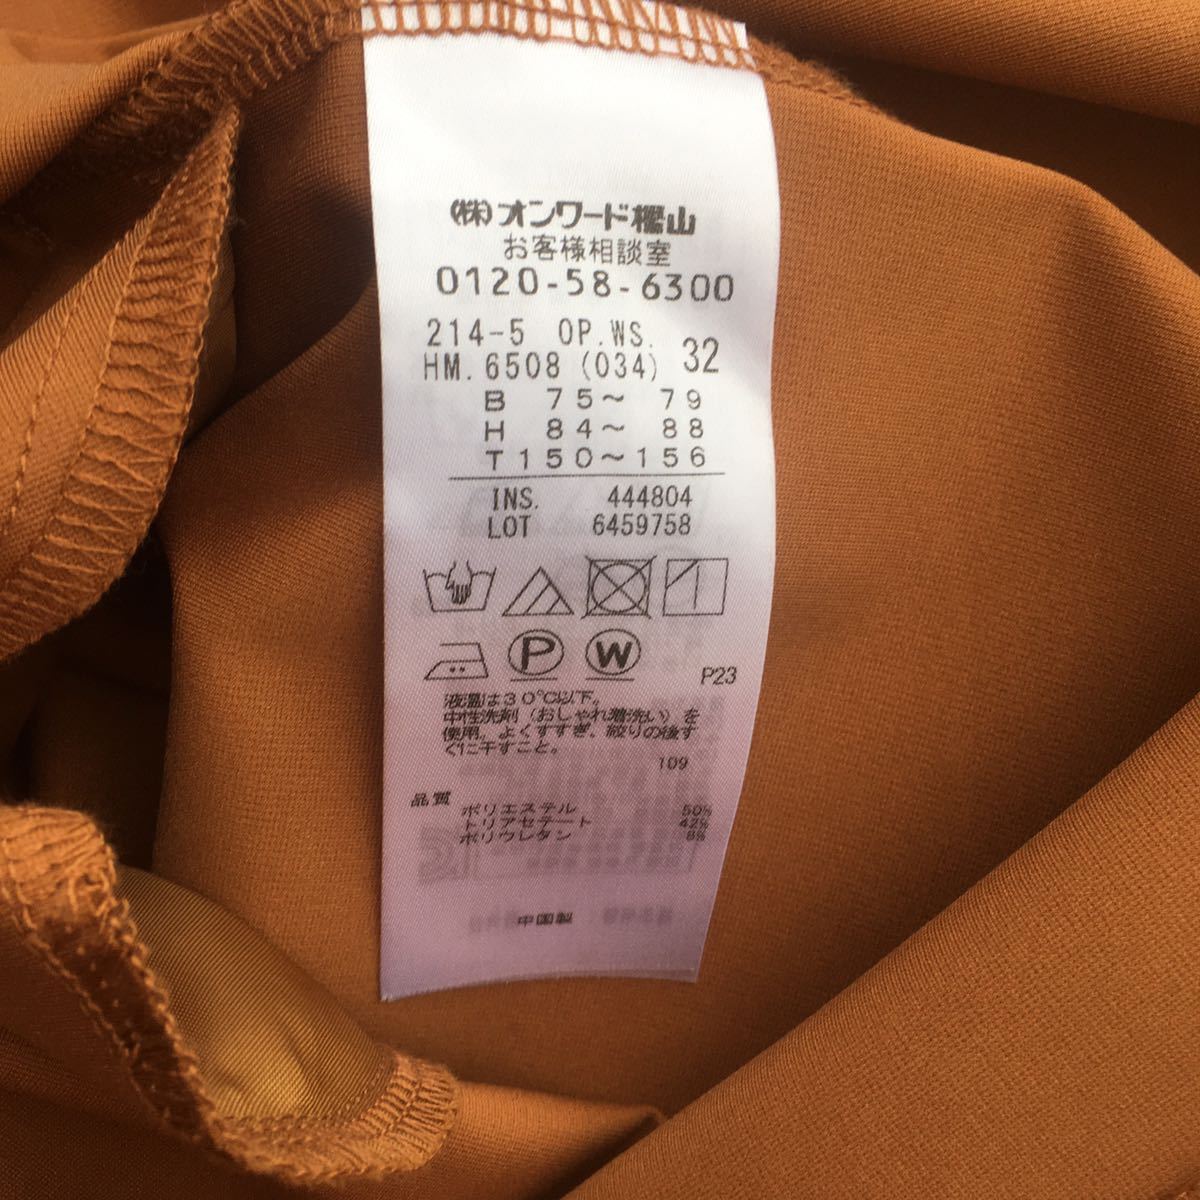 (株)オンワード樫山
お客様相談室
0120-58-6300
214-5 OP.WS.
HM.6508 (034) 32
B 75～ 79
H 84～ 88
T150～156
INS. 444804
LOT 6459758
P W
P23
液温は30℃以下。
中性洗剤（おしゃれ着洗い）を
使用。よくすすぎ、絞りの後す
ぐに干すこと。
109
品質
ポリエステル 50%
トリアセテート 42%
ポリウレタン 8%
中国製